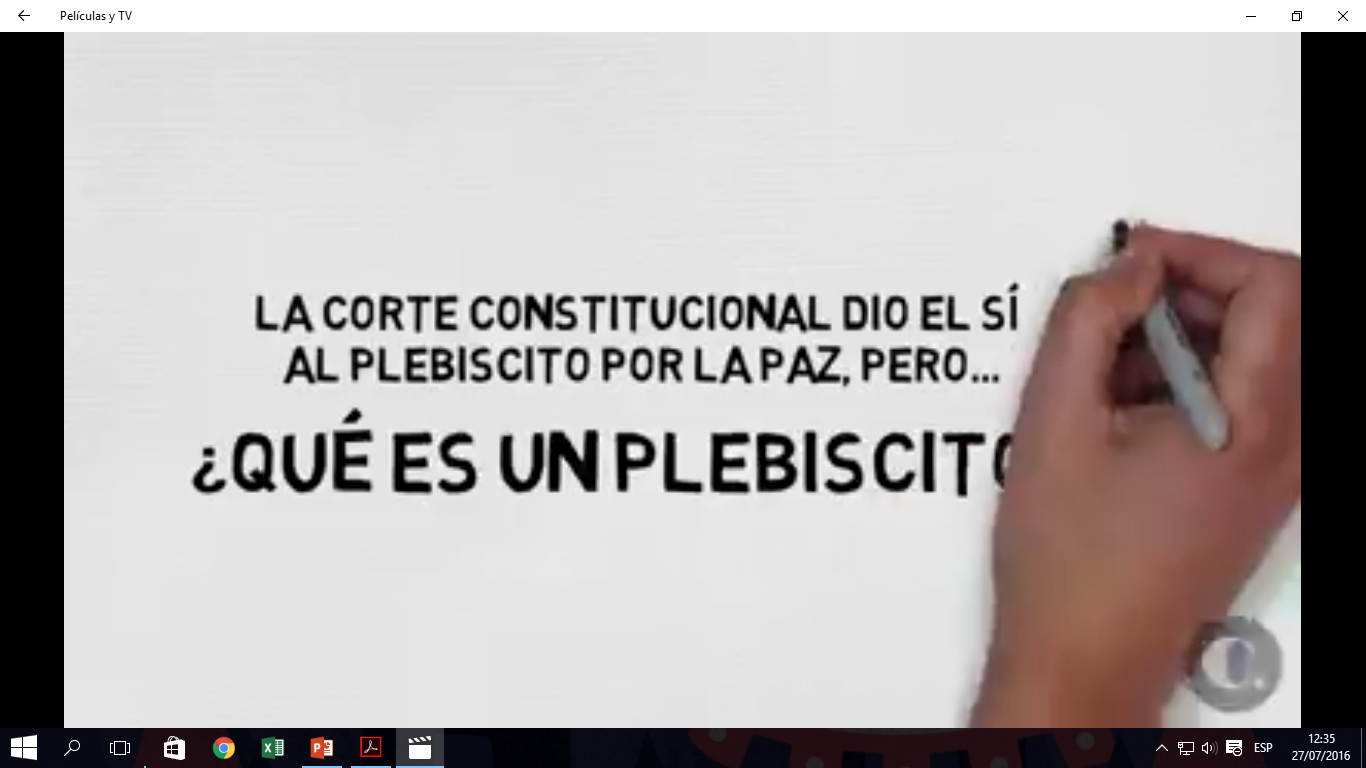 Películas y TV
LA CORTE CONSTITUCIONAL DIO EL SÍ
AL PLEBISCITO POR LA PAZ, PERO...
¿QUÉ ES UN PLEBISCITO
ESP
12:35
27/07/2016